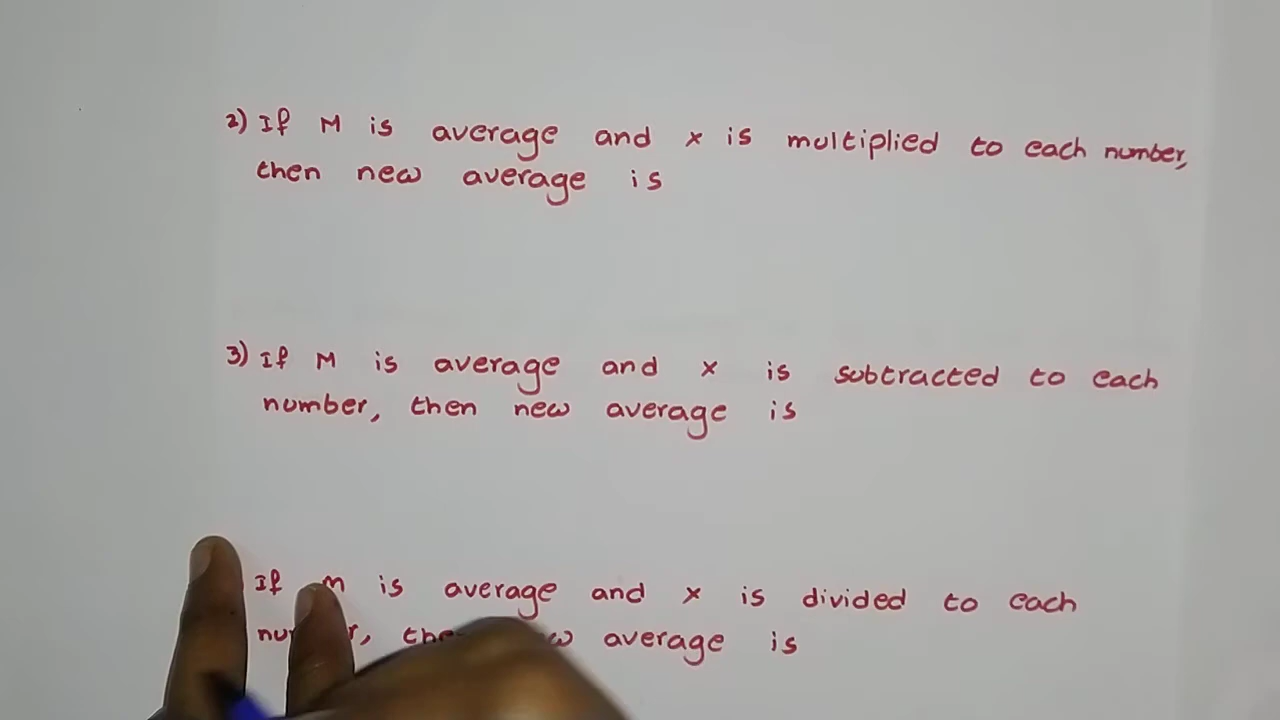 2) If M is average and x is multiplied to each number,
then new average is
3) If M is average and x is subtracted to each
number, then new average is
If M is average and x is divided to each
average is